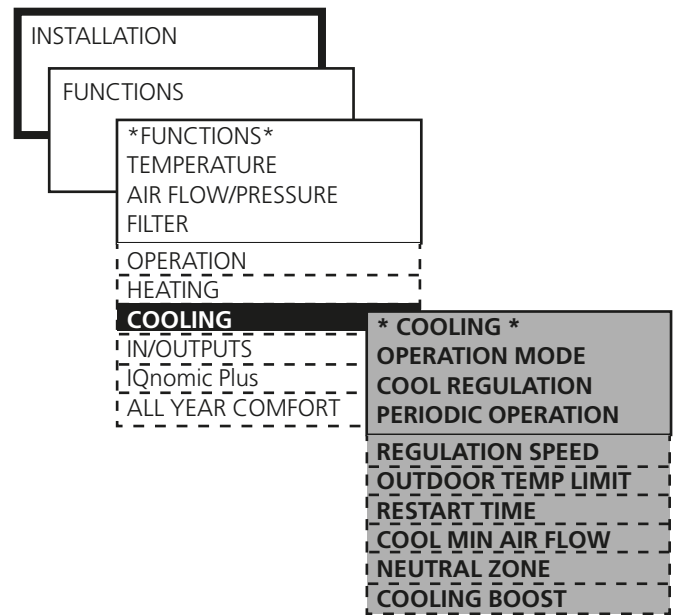 INSTALLATION
FUNCTIONS
*FUNCTIONS*
TEMPERATURE
AIR FLOW/PRESSURE
FILTER
OPERATION
HEATING
COOLING
IN/OUTPUTS
IQnomic Plus
ALL YEAR COMFORT
* COOLING *
OPERATION MODE
COOL REGULATION
PERIODIC OPERATION
REGULATION SPEED
OUTDOOR TEMP LIMIT
RESTART TIME
COOL MIN AIR FLOW
NEUTRAL ZONE
COOLING BOOST